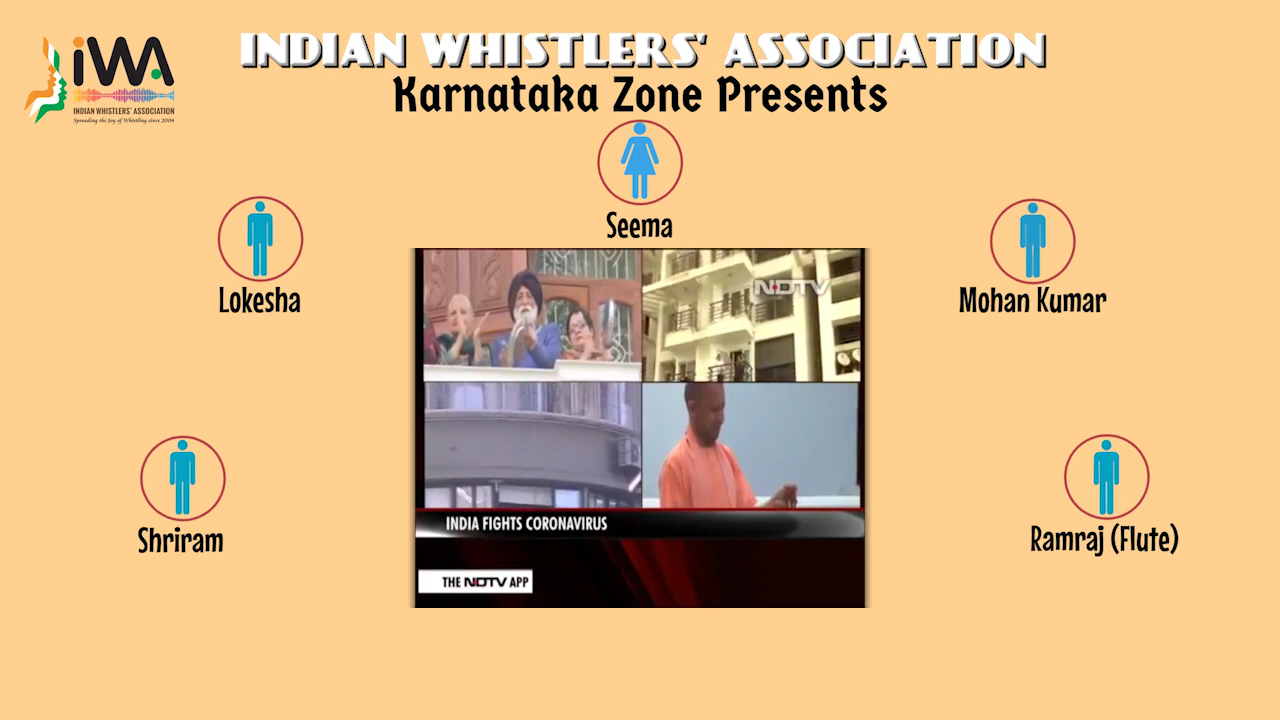 iWA
INDIAN WHISTLERS' ASSOCIATION
Spreading the Joy of Whistling since 2004
INDIAN WHISTLERS' ASSOCIATION
Karnataka Zone Presents
Seema
Lokesha
Mohan Kumar
NDTV
Shriram
Ramraj (Flute)
INDIA FIGHTS CORONAVIRUS
THE NDTV APP